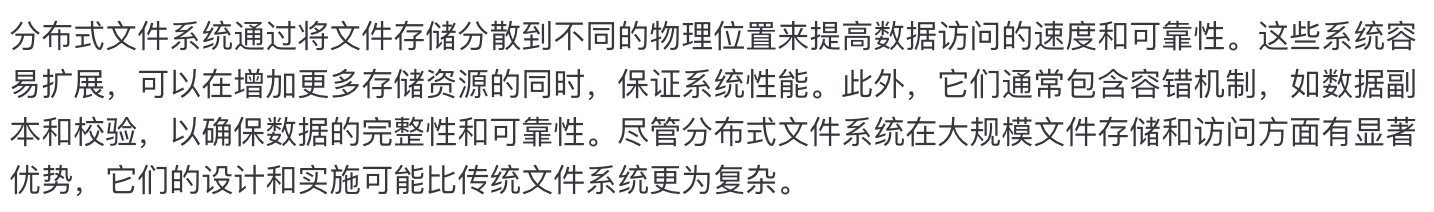 分布式文件系统通过将文件存储分散到不同的物理位置来提高数据访问的速度和可靠性。这些系统容
易扩展，可以在增加更多存储资源的同时，保证系统性能。此外，它们通常包含容错机制，如数据副
本和校验，以确保数据的完整性和可靠性。尽管分布式文件系统在大规模文件存储和访问方面有显著
优势，它们的设计和实施可能比传统文件系统更为复杂。